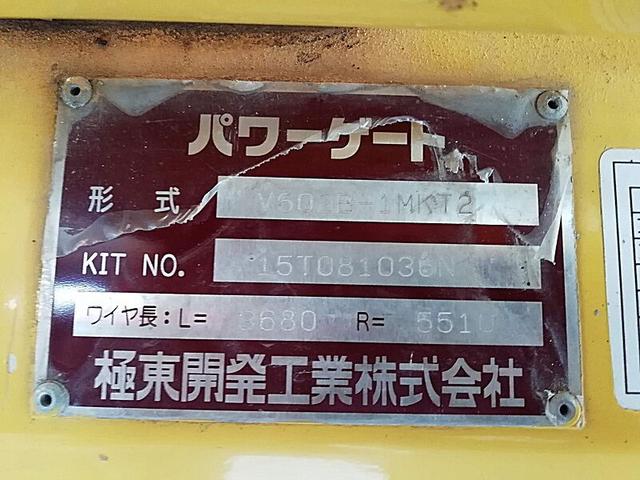 パワーゲート
形式
KIT NO. 15T081036N
ワイヤ長:L= 3680 R= 5510
極東開発工業株式会社